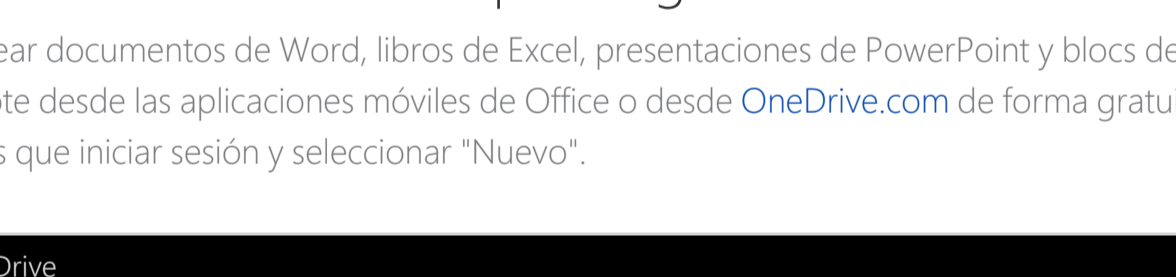 ear documentos de Word, libros de Excel, presentaciones de PowerPoint y blocs de
te desde las aplicaciones móviles de Office o desde OneDrive.com de forma gratu
s que iniciar sesión y seleccionar "Nuevo".
Drive